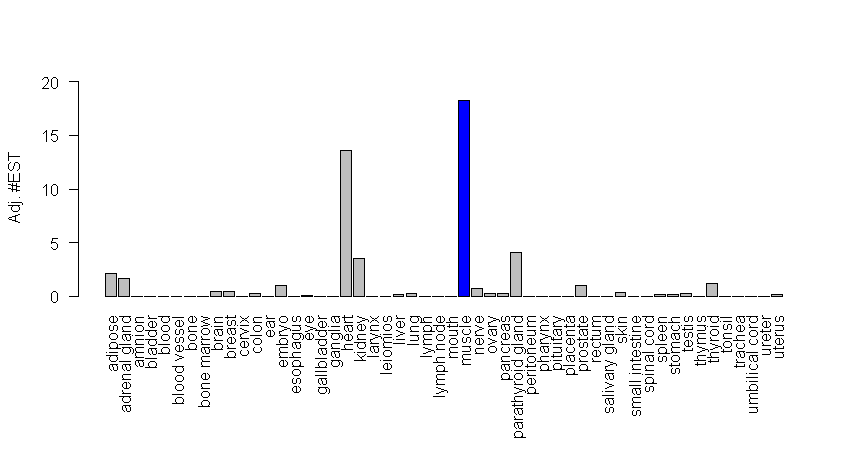 20
15
10
5
0
Adj. #EST
adipose
adrenal gland
amnion
bladder
blood
blood vessel
bone
bone marrow
brain
breast
cervix
colon
ear
embryo
esophagus
eye
gallbladder
ganglia
heart
kidney
larynx
leiomios
liver
lung
lymph
lymph node
mouth
muscle
nerve
ovary
pancreas
parathyroid gland
peritoneum
pharynx
pituitary
placenta
prostate
rectum
salivary gland
skin
small intestine
spinal cord
spleen
stomach
testis
thymus
thyroid
tonsil
trachea
umbilical cord
ureter
uterus